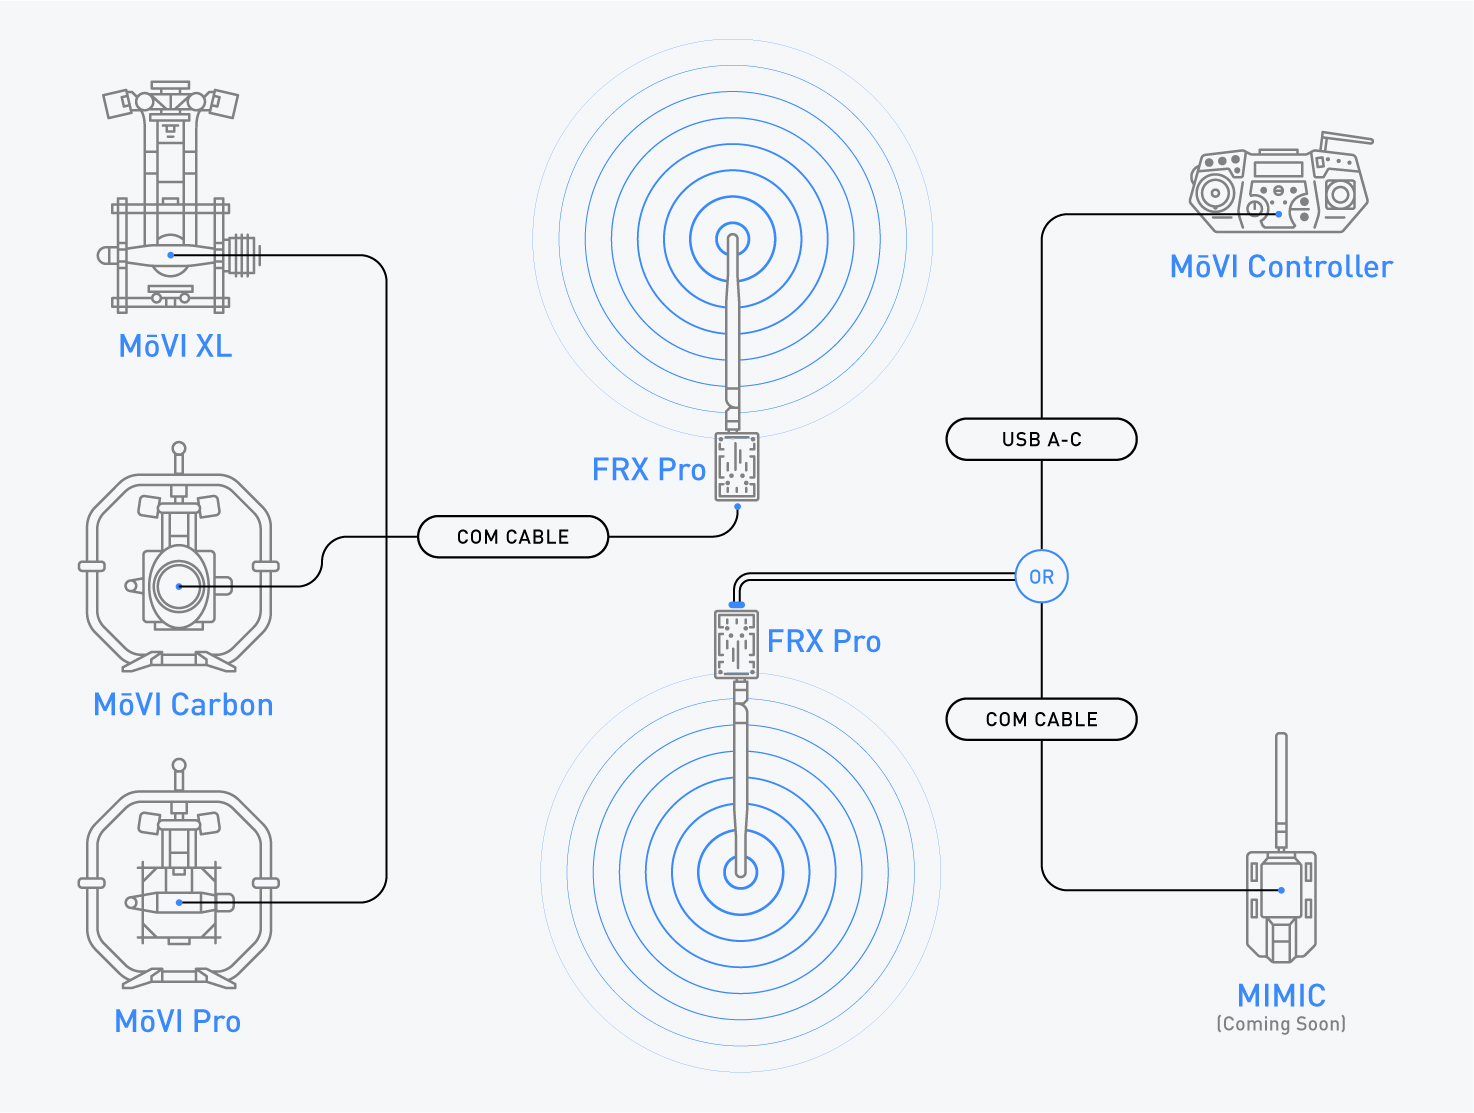 MōVI XL
MōVI Carbon
MōVI Pro
COM CABLE
FRX Pro
FRX Pro
MōVI Controller
USB A-C
OR
COM CABLE
MIMIC
(Coming Soon)